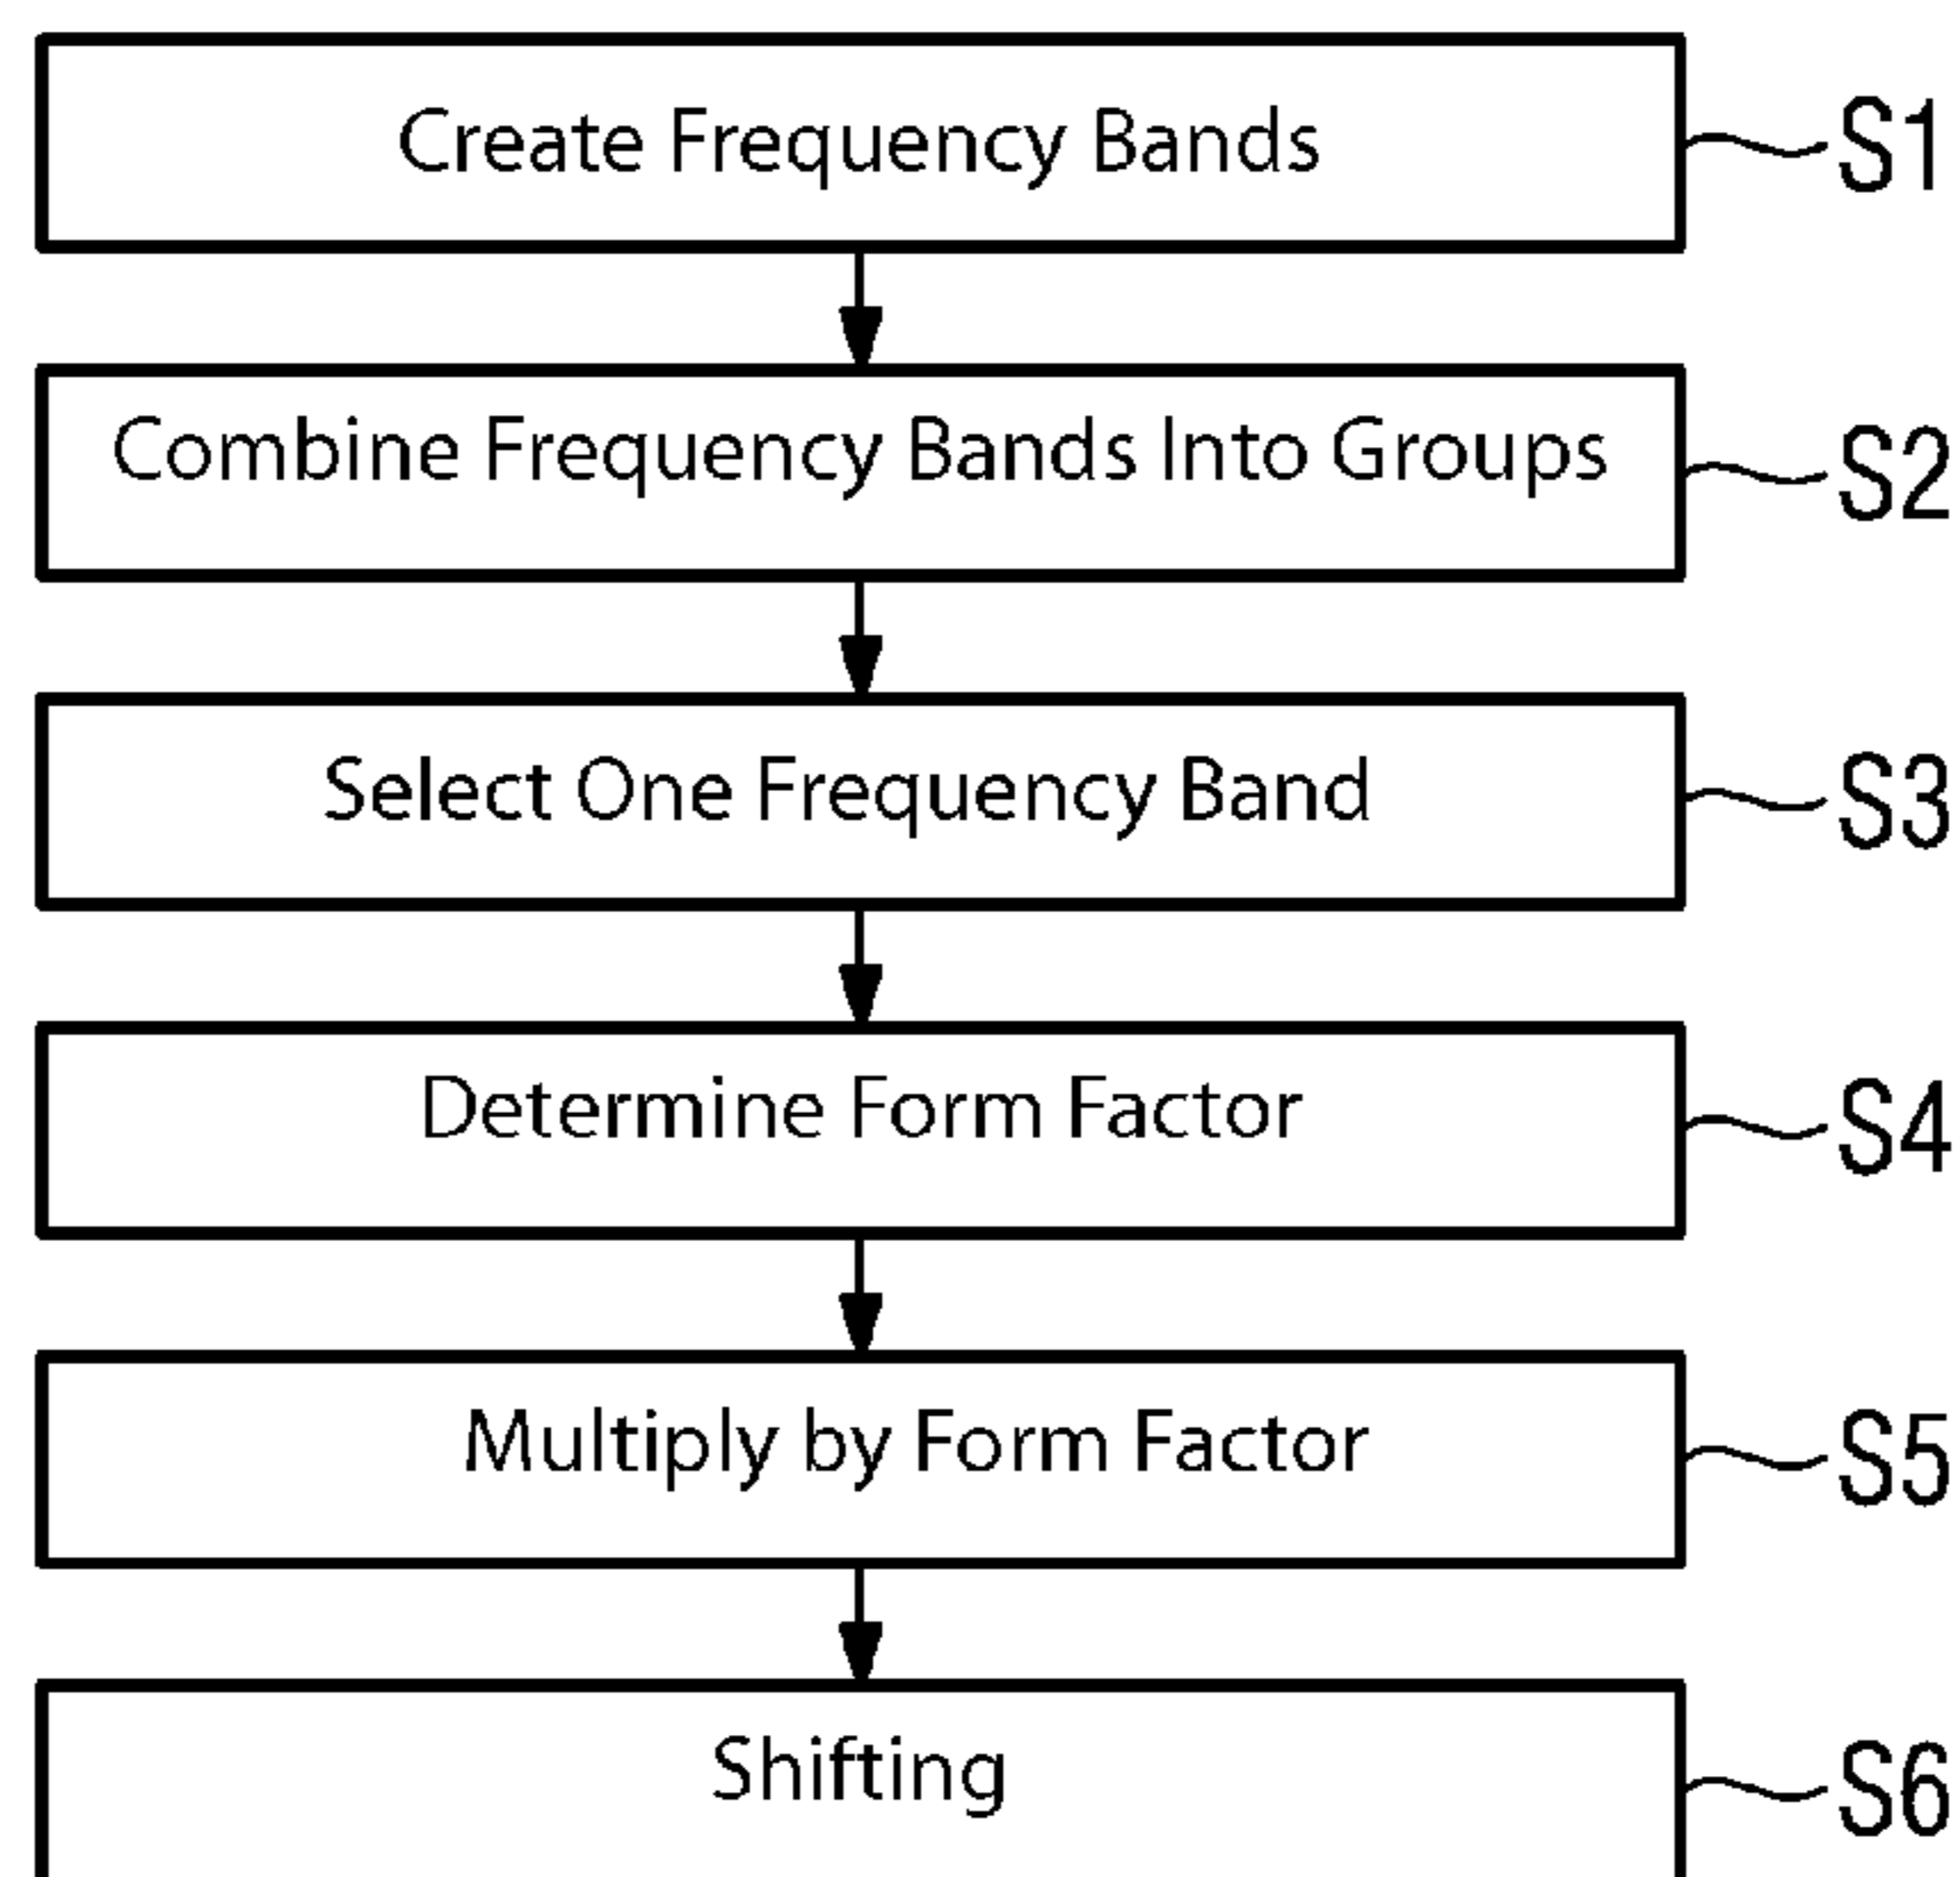 Create Frequency Bands S1
Combine Frequency Bands Into Groups S2
Select One Frequency Band S3
Determine Form Factor S4
Multiply by Form Factor S5
Shifting S6